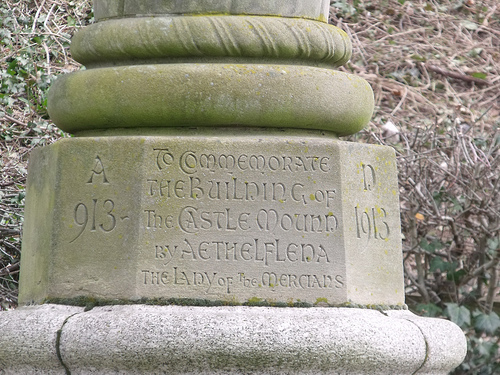 A D
913- 1913
To Commemorate
the Building of
The Castle Mound
by Aethelfleda
the Lady of The Mercians